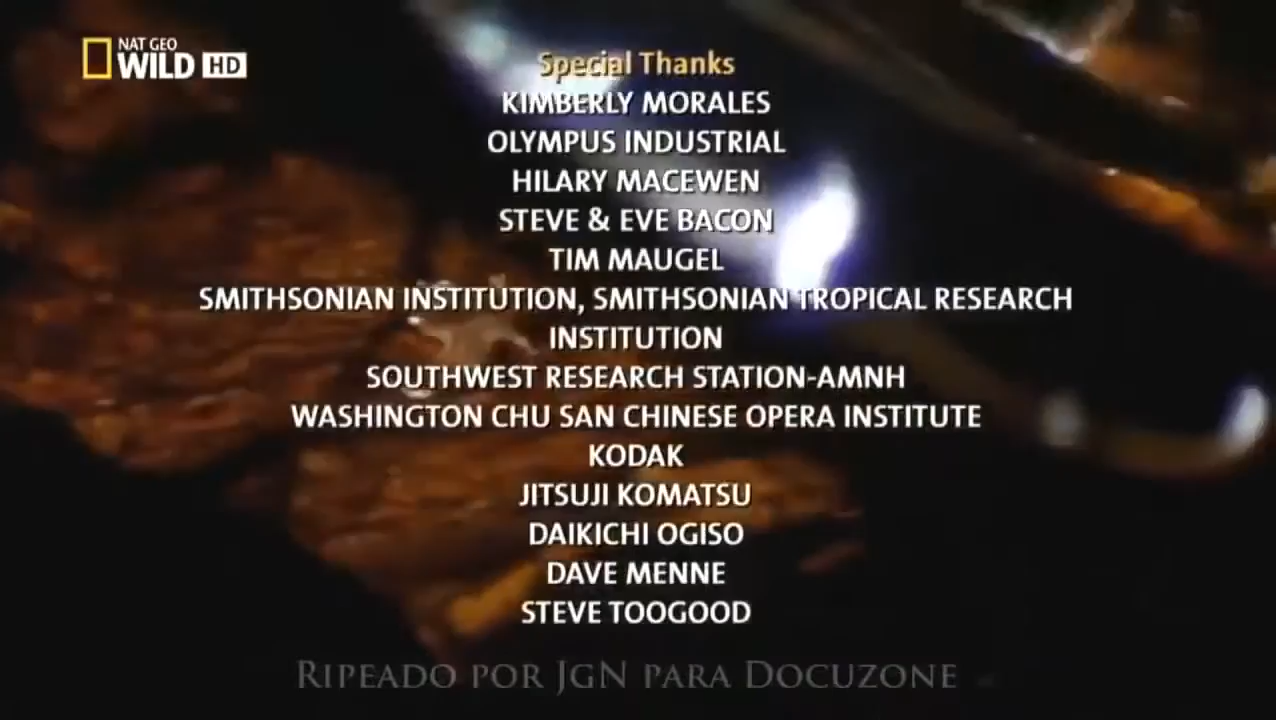 NAT GEO
WILD HD
Special Thanks
KIMBERLY MORALES
OLYMPUS INDUSTRIAL
HILARY MACEWEN
STEVE & EVE BACON
TIM MAUGEL
SMITHSONIAN INSTITUTION, SMITHSONIAN TROPICAL RESEARCH
INSTITUTION
SOUTHWEST RESEARCH STATION-AMNH
WASHINGTON CHU SAN CHINESE OPERA INSTITUTE
KODAK
JITSUJI KOMATSU
DAIKICHI OGISO
DAVE MENNE
STEVE TOOGOOD
RIPEADO POR JGN PARA DOCUZONE